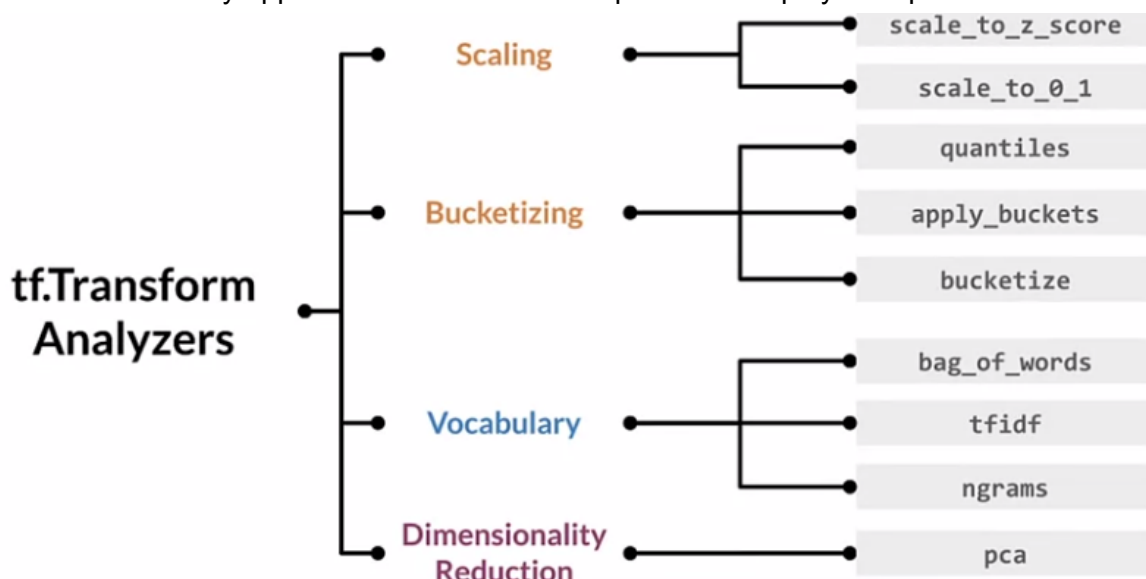 scale_to_z_score
Scaling
scale_to_0_1
quantiles
Bucketizing
apply_buckets
bucketize
tf.Transform
Analyzers
bag_of_words
Vocabulary
tfidf
ngrams
Dimensionality
Reduction
pca